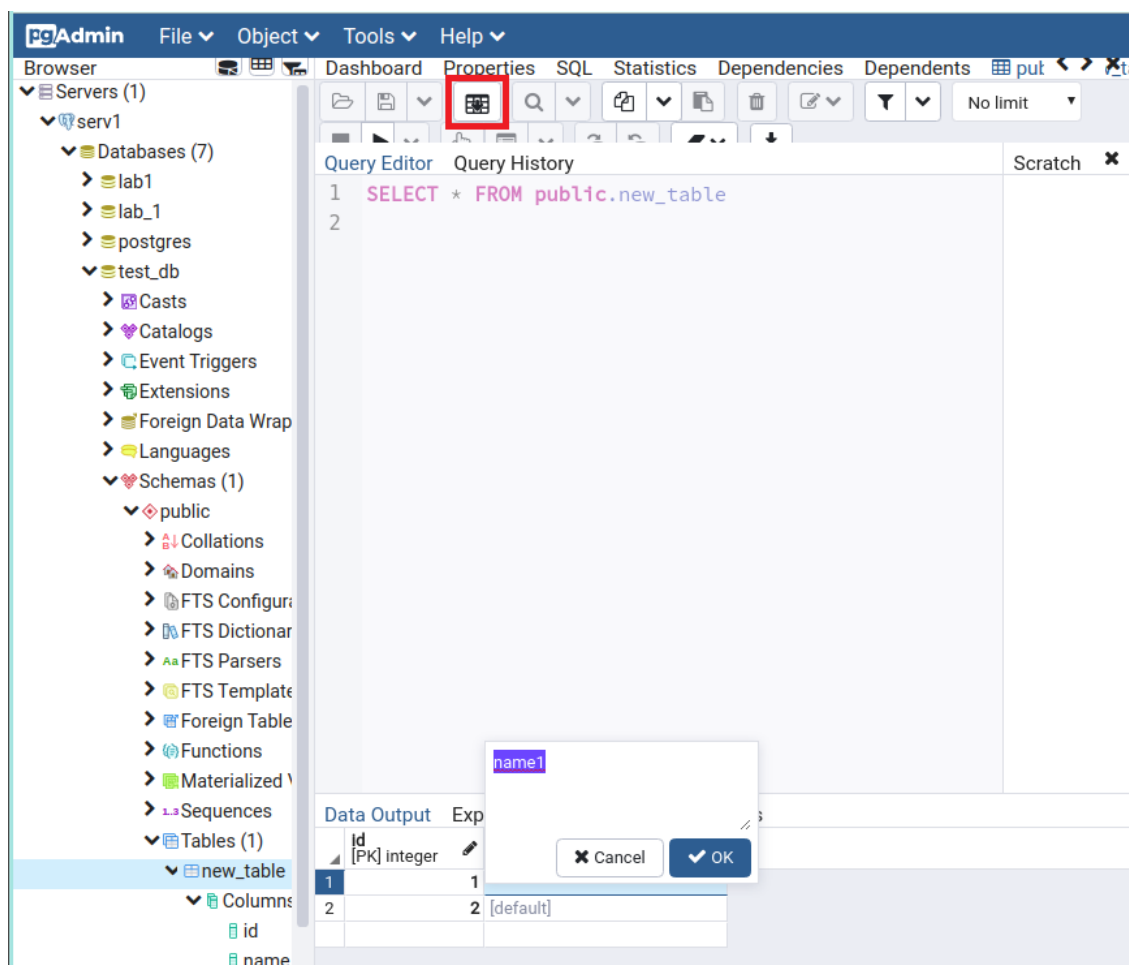 pgAdmin File Object Tools Help
Browser
Dashboard Properties SQL Statistics Dependencies Dependents pub
Servers (1)
serv1
Databases (7)
lab1
lab_1
postgres
test_db
Casts
Catalogs
Event Triggers
Extensions
Foreign Data Wrap
Languages
Schemas (1)
public
Collations
Domains
FTS Configura
FTS Dictionar
FTS Parsers
FTS Template
Foreign Table
Functions
Materialized
Sequences
Tables (1)
new_table
Columns
id
name
No limit
Query Editor Query History
Scratch
1 SELECT * FROM public.new_table
2
name1
Cancel OK
Data Output Exp
id
[PK] integer
1 1
2 2 [default]